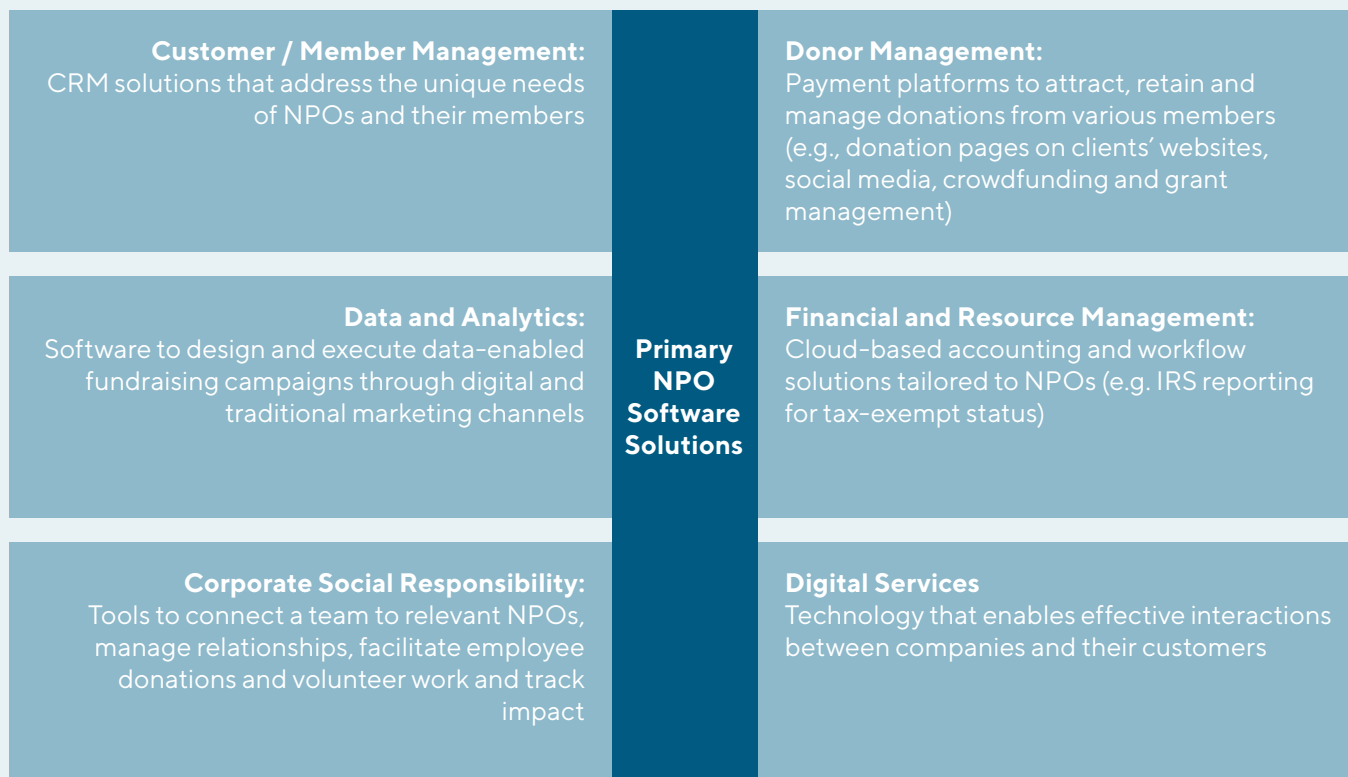 Customer / Member Management:
CRM solutions that address the unique needs
of NPOs and their members
Donor Management:
Payment platforms to attract, retain and
manage donations from various members
(e.g., donation pages on clients’ websites,
social media, crowdfunding and grant
management)
Data and Analytics:
Software to design and execute data-enabled
fundraising campaigns through digital and
traditional marketing channels
Primary
NPO
Software
Solutions
Financial and Resource Management:
Cloud-based accounting and workflow
solutions tailored to NPOs (e.g. IRS reporting
for tax-exempt status)
Corporate Social Responsibility:
Tools to connect a team to relevant NPOs,
manage relationships, facilitate employee
donations and volunteer work and track
impact
Digital Services
Technology that enables effective interactions
between companies and their customers